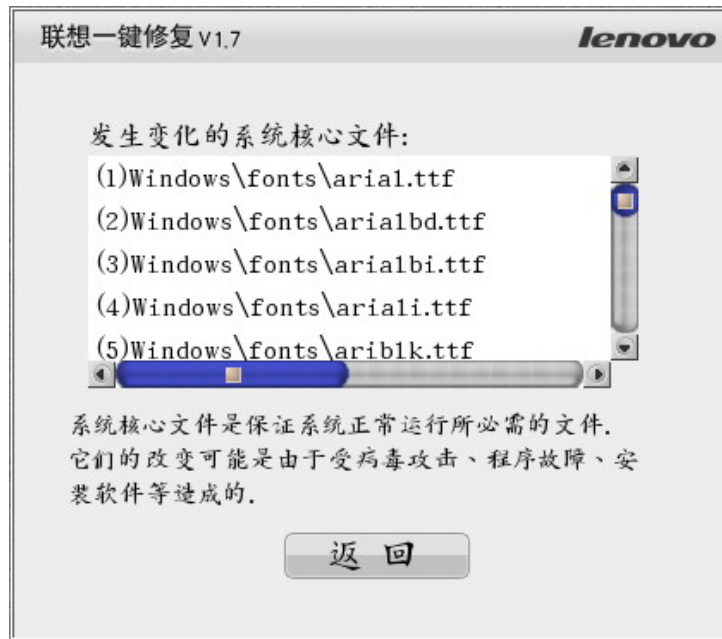 联想一键修复 V1.7
lenovo
发生变化的系统核心文件:
(1)Windows\fonts\arial.ttf
(2)Windows\fonts\arialbd.ttf
(3)Windows\fonts\arialbi.ttf
(4)Windows\fonts\ariali.ttf
(5)Windows\fonts\ariblk.ttf
系统核心文件是保证系统正常运行所必需的文件.
它们的改变可能是由于受病毒攻击、程序故障、安
装软件等造成的.
返 回